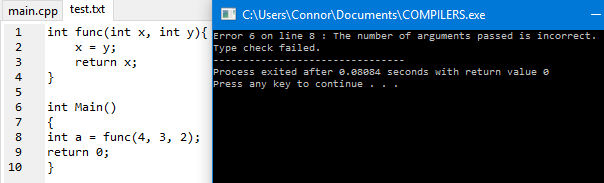 main.cpp test.txt
1 int func(int x, int y){
2 x = y;
3 return x;
4 }
5
6 int Main()
7 {
8 int a = func(4, 3, 2);
9 return 0;
10 }
C:\Users\Connor\Documents\COMPILERS.exe
Error 6 on line 8 : The number of arguments passed is incorrect.
Type check failed.
--------------------------------
Process exited after 0.08084 seconds with return value 0
Press any key to continue . . .